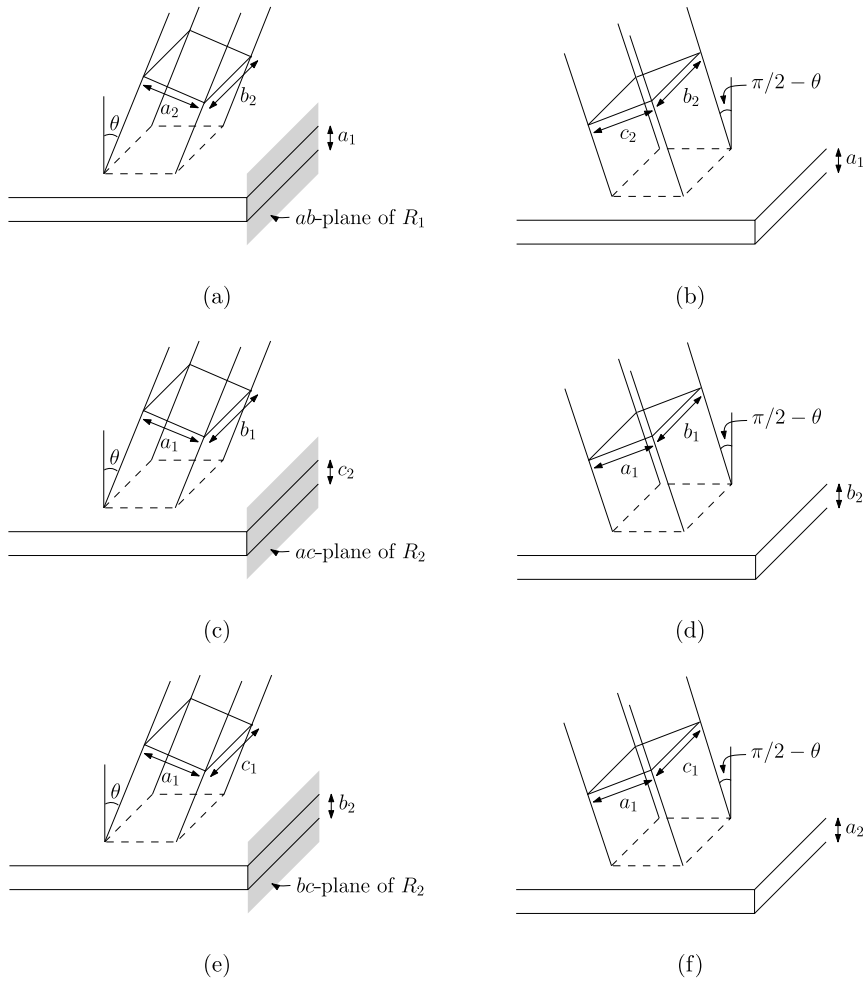 θ
a₂
b₂
a₁
ab-plane of R₁
(a)
c₂
b₂
π/2 − θ
a₁
(b)
θ
a₁
b₁
c₂
ac-plane of R₂
(c)
a₁
b₁
π/2 − θ
b₂
(d)
θ
a₁
c₁
b₂
bc-plane of R₂
(e)
a₁
c₁
π/2 − θ
a₂
(f)